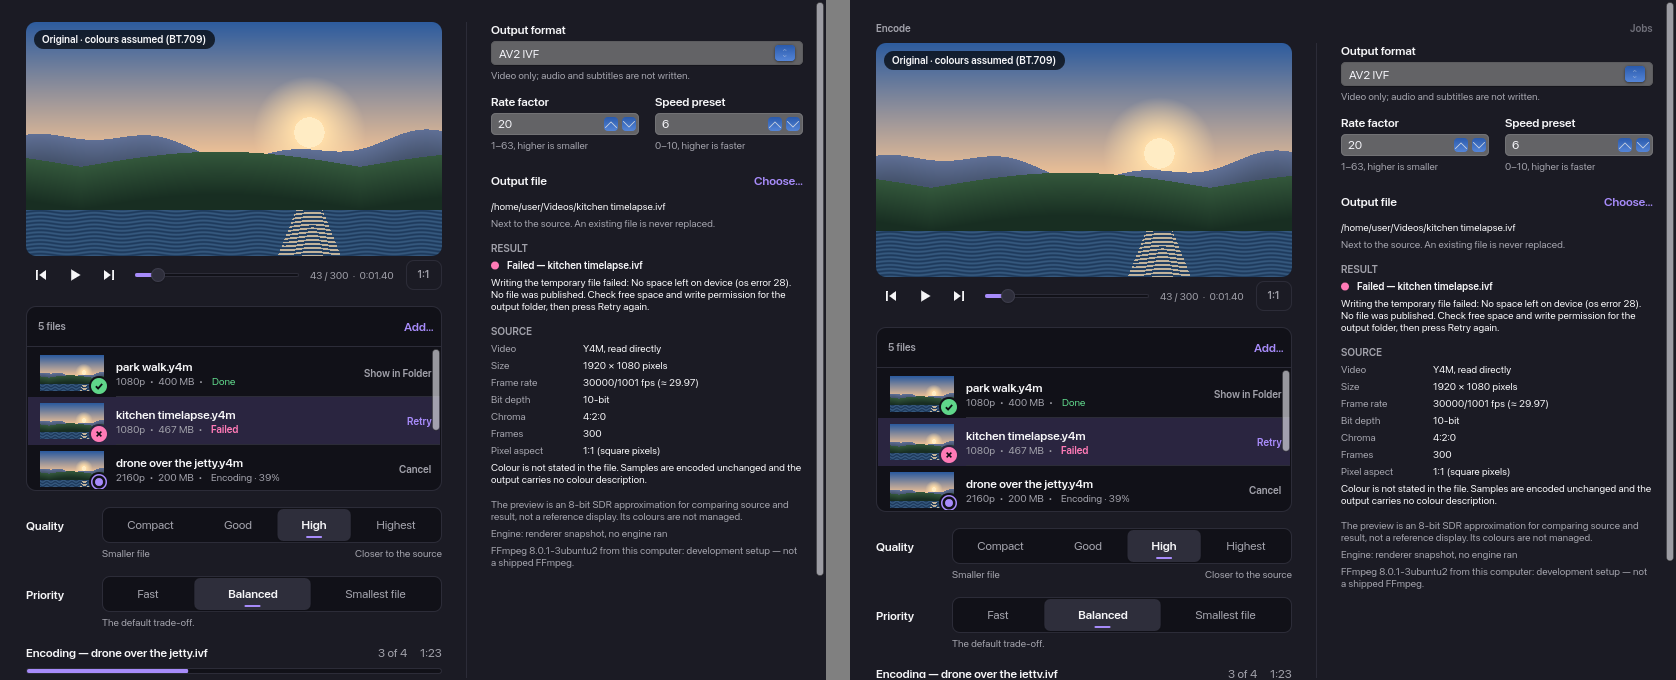 Original · colours assumed (BT.709)
43 / 300 · 0:01.40
1:1
5 files
Add...
park walk.y4m
1080p • 400 MB • Done
Show in Folder
kitchen timelapse.y4m
1080p • 467 MB • Failed
Retry
drone over the jetty.y4m
2160p • 200 MB • Encoding · 39%
Cancel
Quality
Compact
Good
High
Highest
Smaller file
Closer to the source
Priority
Fast
Balanced
Smallest file
The default trade-off.
Encoding — drone over the jetty.ivf
3 of 4
1:23
Output format
AV2 IVF
Video only; audio and subtitles are not written.
Rate factor
Speed preset
20
6
1–63, higher is smaller
0–10, higher is faster
Output file
Choose...
/home/user/Videos/kitchen timelapse.ivf
Next to the source. An existing file is never replaced.
RESULT
Failed — kitchen timelapse.ivf
Writing the temporary file failed: No space left on device (os error 28).
No file was published. Check free space and write permission for the
output folder, then press Retry again.
SOURCE
Video Y4M, read directly
Size 1920 × 1080 pixels
Frame rate 30000/1001 fps (≈ 29.97)
Bit depth 10-bit
Chroma 4:2:0
Frames 300
Pixel aspect 1:1 (square pixels)
Colour is not stated in the file. Samples are encoded unchanged and the
output carries no colour description.
The preview is an 8-bit SDR approximation for comparing source and
result, not a reference display. Its colours are not managed.
Engine: renderer snapshot, no engine ran
FFmpeg 8.0.1-3ubuntu2 from this computer: development setup — not
a shipped FFmpeg.
Encode
Jobs
Original · colours assumed (BT.709)
43 / 300 · 0:01.40
1:1
5 files
Add...
park walk.y4m
1080p • 400 MB • Done
Show in Folder
kitchen timelapse.y4m
1080p • 467 MB • Failed
Retry
drone over the jetty.y4m
2160p • 200 MB • Encoding · 39%
Cancel
Quality
Compact
Good
High
Highest
Smaller file
Closer to the source
Priority
Fast
Balanced
Smallest file
The default trade-off.
Encoding — drone over the jetty.ivf
3 of 4
1:23
Output format
AV2 IVF
Video only; audio and subtitles are not written.
Rate factor
Speed preset
20
6
1–63, higher is smaller
0–10, higher is faster
Output file
Choose...
/home/user/Videos/kitchen timelapse.ivf
Next to the source. An existing file is never replaced.
RESULT
Failed — kitchen timelapse.ivf
Writing the temporary file failed: No space left on device (os error 28).
No file was published. Check free space and write permission for the
output folder, then press Retry again.
SOURCE
Video Y4M, read directly
Size 1920 × 1080 pixels
Frame rate 30000/1001 fps (≈ 29.97)
Bit depth 10-bit
Chroma 4:2:0
Frames 300
Pixel aspect 1:1 (square pixels)
Colour is not stated in the file. Samples are encoded unchanged and the
output carries no colour description.
The preview is an 8-bit SDR approximation for comparing source and
result, not a reference display. Its colours are not managed.
Engine: renderer snapshot, no engine ran
FFmpeg 8.0.1-3ubuntu2 from this computer: development setup — not
a shipped FFmpeg.